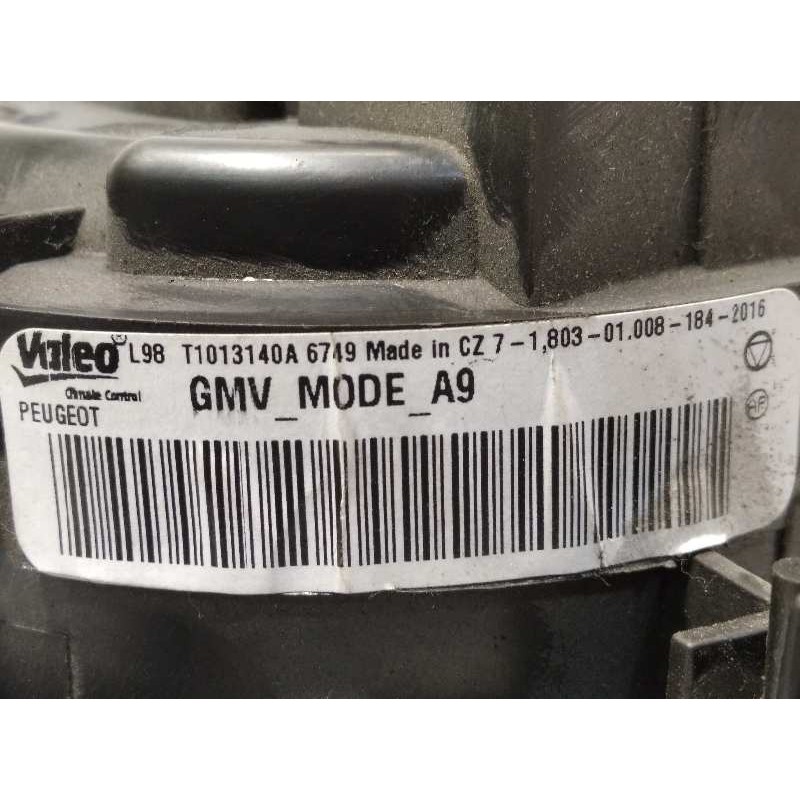 Valeo® L98 T1013140A 6749 Made in CZ 7-1,803-01.008-184-2016
Climate Control
PEUGEOT GMV_MODE_A9